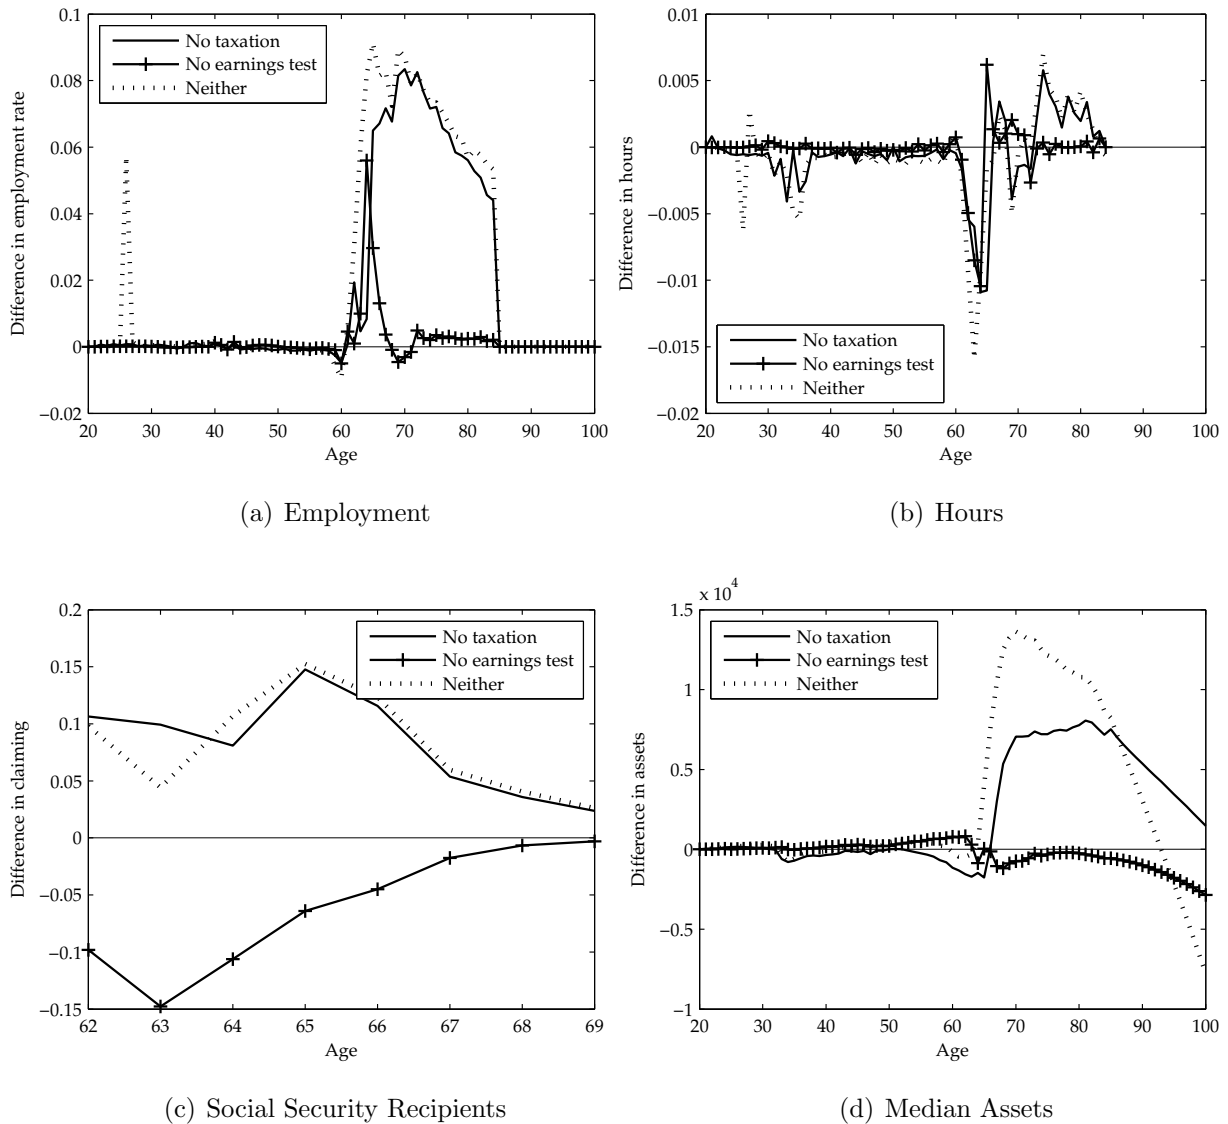 0.1
0.08
0.06
0.04
0.02
0
−0.02
Difference in employment rate
No taxation
No earnings test
Neither
20 30 40 50 60 70 80 90 100
Age
(a) Employment
0.01
0.005
0
−0.005
−0.01
−0.015
−0.02
Difference in hours
No taxation
No earnings test
Neither
20 30 40 50 60 70 80 90 100
Age
(b) Hours
0.2
0.15
0.1
0.05
0
−0.05
−0.1
−0.15
Difference in claiming
No taxation
No earnings test
Neither
62 63 64 65 66 67 68 69
Age
(c) Social Security Recipients
x 10⁴
1.5
1
0.5
0
−0.5
−1
Difference in assets
No taxation
No earnings test
Neither
20 30 40 50 60 70 80 90 100
Age
(d) Median Assets